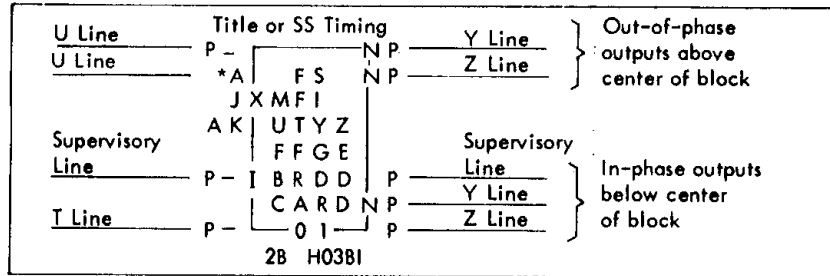 Title or SS Timing
U Line P - N P Y Line Out-of-phase
U Line *A F S N P Z Line outputs above
J X M F I center of block
A K U T Y Z
Supervisory F F G E Supervisory
Line P - I B R D D P Line In-phase outputs
C A R D N P Y Line below center
T Line P - 0 1 P Z Line of block
2B H03B1